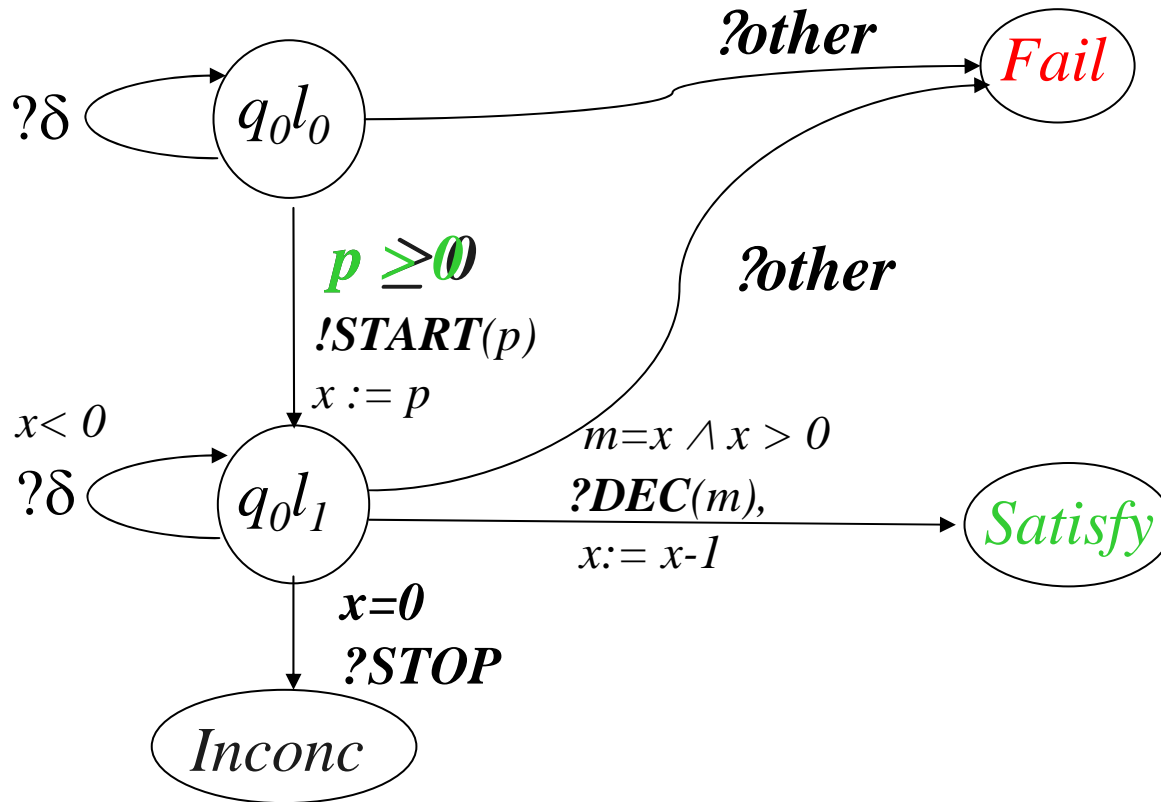 ?other
Fail
?δ
q0l0
p ≥0
?other
!START(p)
x := p
x< 0
m=x ∧ x > 0
?δ
q0l1
?DEC(m),
Satisfy
x:= x-1
x=0
?STOP
Inconc